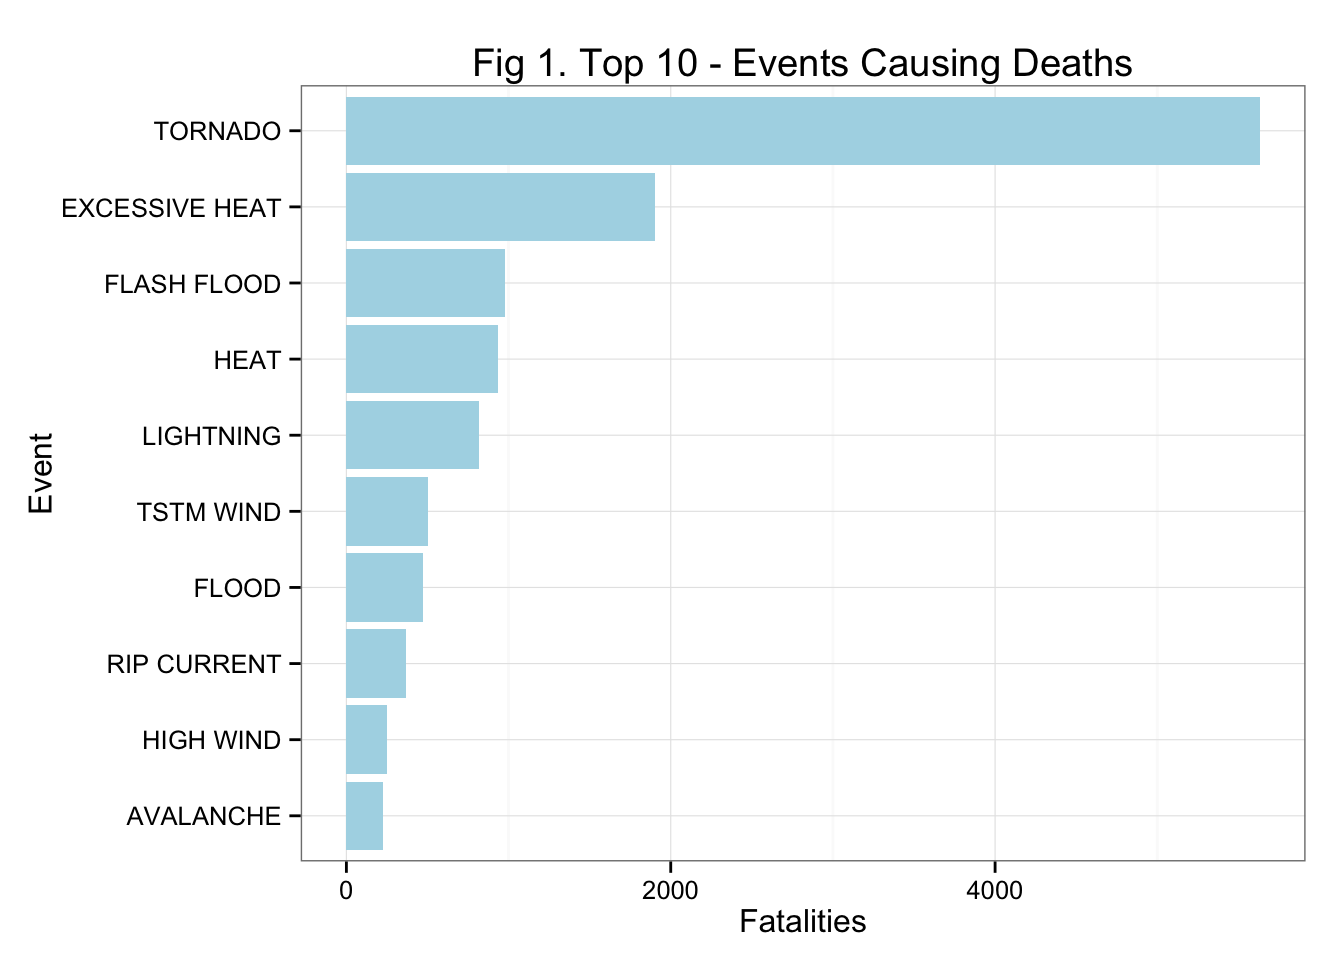 Fig 1. Top 10 - Events Causing Deaths
TORNADO
EXCESSIVE HEAT
FLASH FLOOD
HEAT
LIGHTNING
TSTM WIND
FLOOD
RIP CURRENT
HIGH WIND
AVALANCHE
Event
0 2000 4000
Fatalities